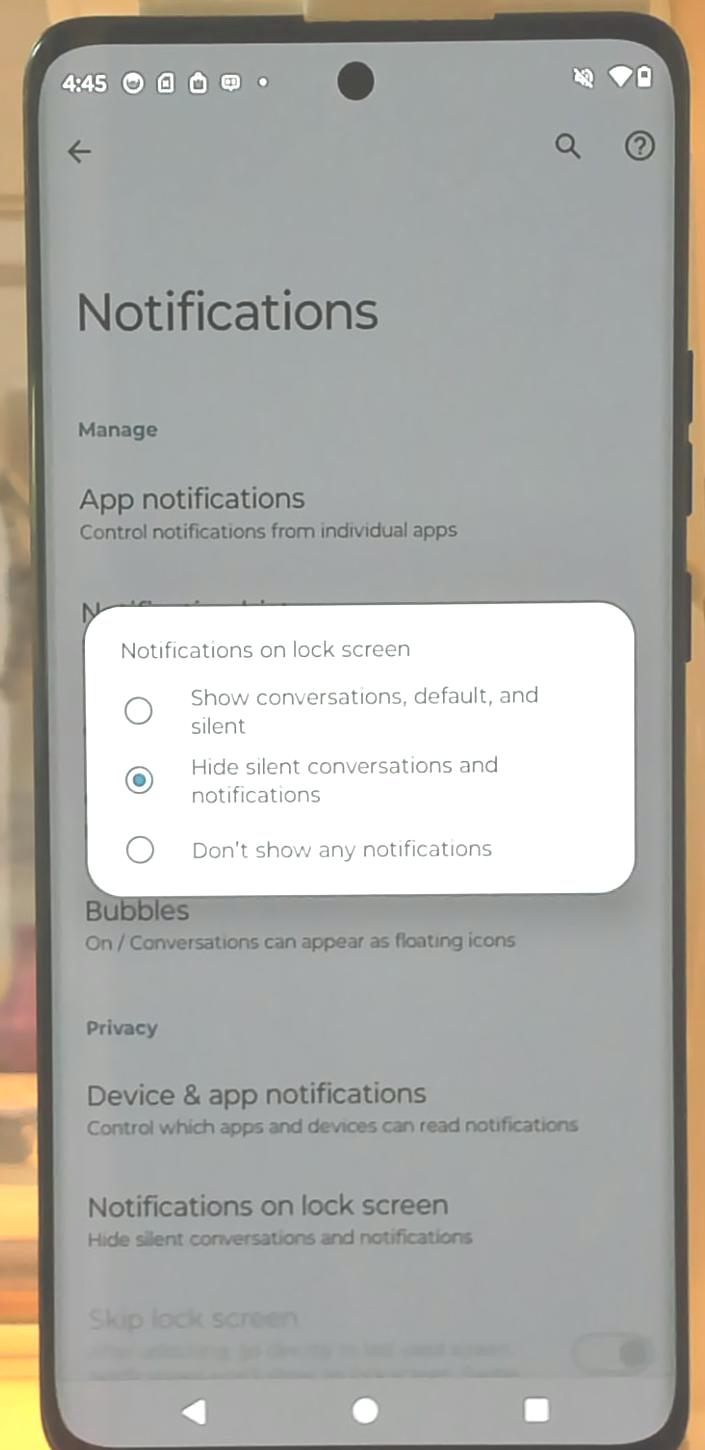 4:45
Notifications
Manage
App notifications
Control notifications from individual apps
Notifications on lock screen
Show conversations, default, and
silent
Hide silent conversations and
notifications
Don't show any notifications
Bubbles
On / Conversations can appear as floating icons
Privacy
Device & app notifications
Control which apps and devices can read notifications
Notifications on lock screen
Hide silent conversations and notifications
Skip lock screen